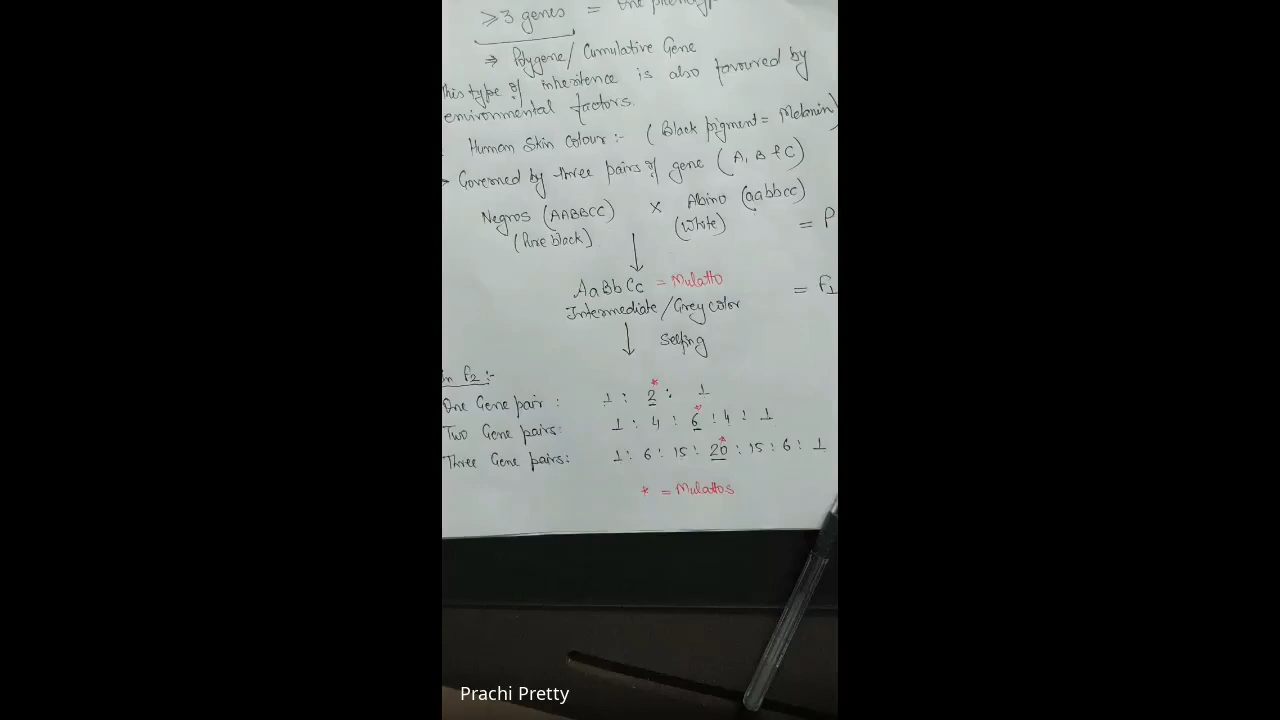 ≥3 genes = the phenoty
⇒ Polygene/ Cumulative Gene
This type of inheritence is also favoured by
environmental factors.
Human Skin Colour :- (Black pigment = Melanin)
→ Governed by three pairs of gene (A, B & C)
Negros (AABBCC) × Albino (aabbcc)
(Pure black) (White) = P
AaBbCc = Mulatto
Intermediate/Grey color = F1
Selfing
in F2 :-
One Gene pair : 1 : 2* : 1
Two Gene pairs: 1 : 4 : 6* : 4 : 1
Three Gene pairs: 1 : 6 : 15 : 20* : 15 : 6 : 1
* = Mulattos
Prachi Pretty